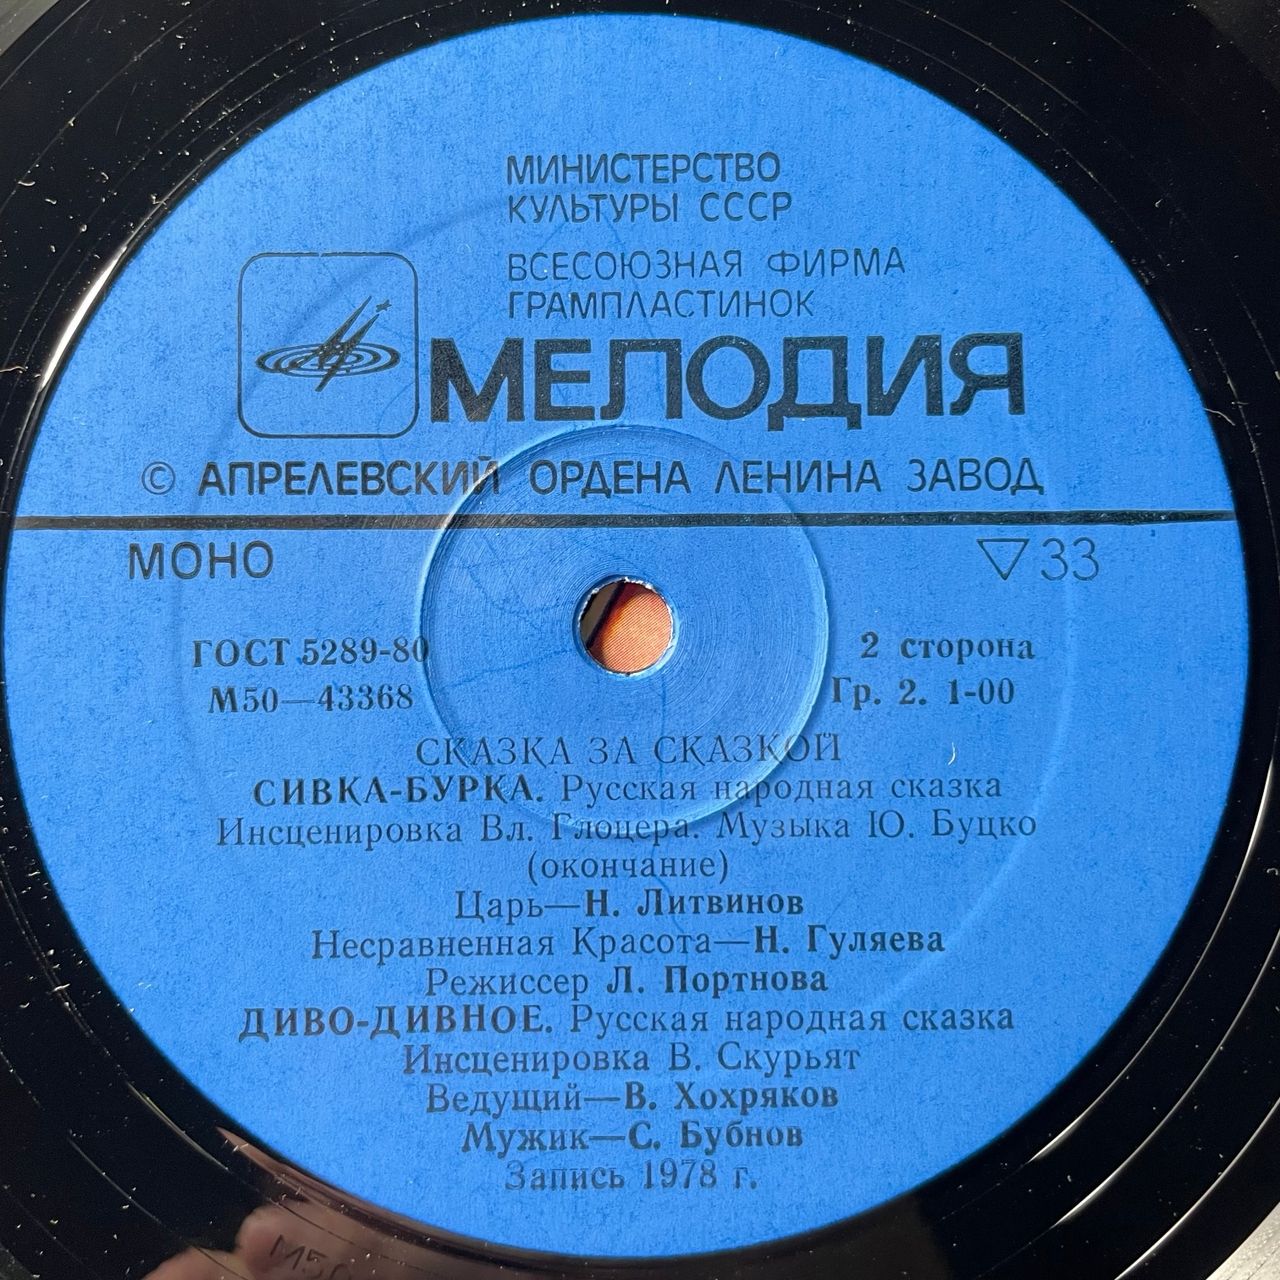 МИНИСТЕРСТВО
КУЛЬТУРЫ СССР
ВСЕСОЮЗНАЯ ФИРМА
ГРАМПЛАСТИНОК
МЕЛОДИЯ
© АПРЕЛЕВСКИЙ ОРДЕНА ЛЕНИНА ЗАВОД
МОНО ▽33
ГОСТ 5289-80 2 сторона
М50—43368 Гр. 2. 1-00
СКАЗКА ЗА СКАЗКОЙ
СИВКА-БУРКА. Русская народная сказка
Инсценировка Вл. Глоцера. Музыка Ю. Буцко
(окончание)
Царь—Н. Литвинов
Несравненная Красота—Н. Гуляева
Режиссер Л. Портнова
ДИВО-ДИВНОЕ. Русская народная сказка
Инсценировка В. Скурьят
Ведущий—В. Хохряков
Мужик—С. Бубнов
Запись 1978 г.